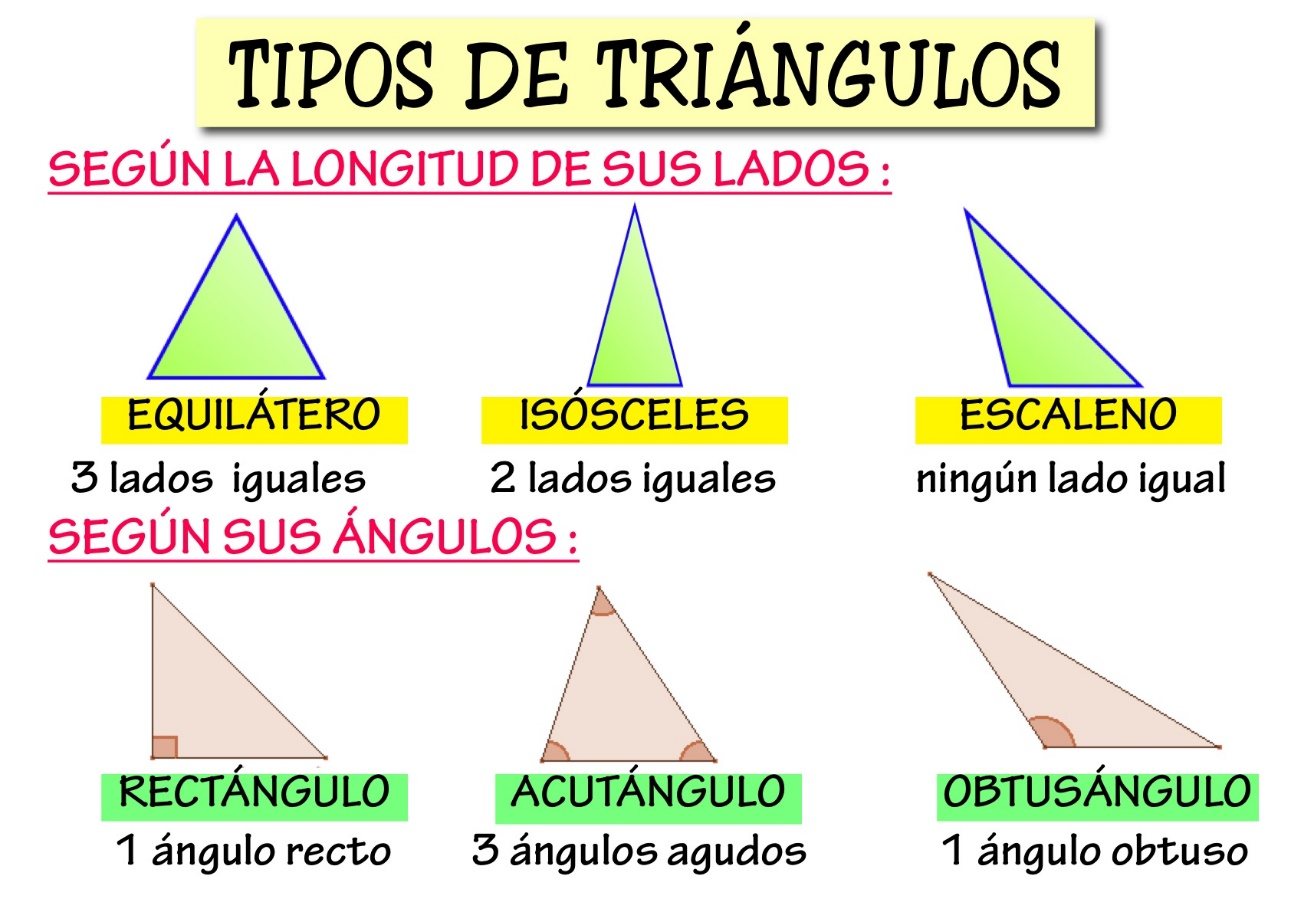 TIPOS DE TRIÁNGULOS
SEGÚN LA LONGITUD DE SUS LADOS :
EQUILÁTERO ISÓSCELES ESCALENO
3 lados iguales 2 lados iguales ningún lado igual
SEGÚN SUS ÁNGULOS :
RECTÁNGULO ACUTÁNGULO OBTUSÁNGULO
1 ángulo recto 3 ángulos agudos 1 ángulo obtuso